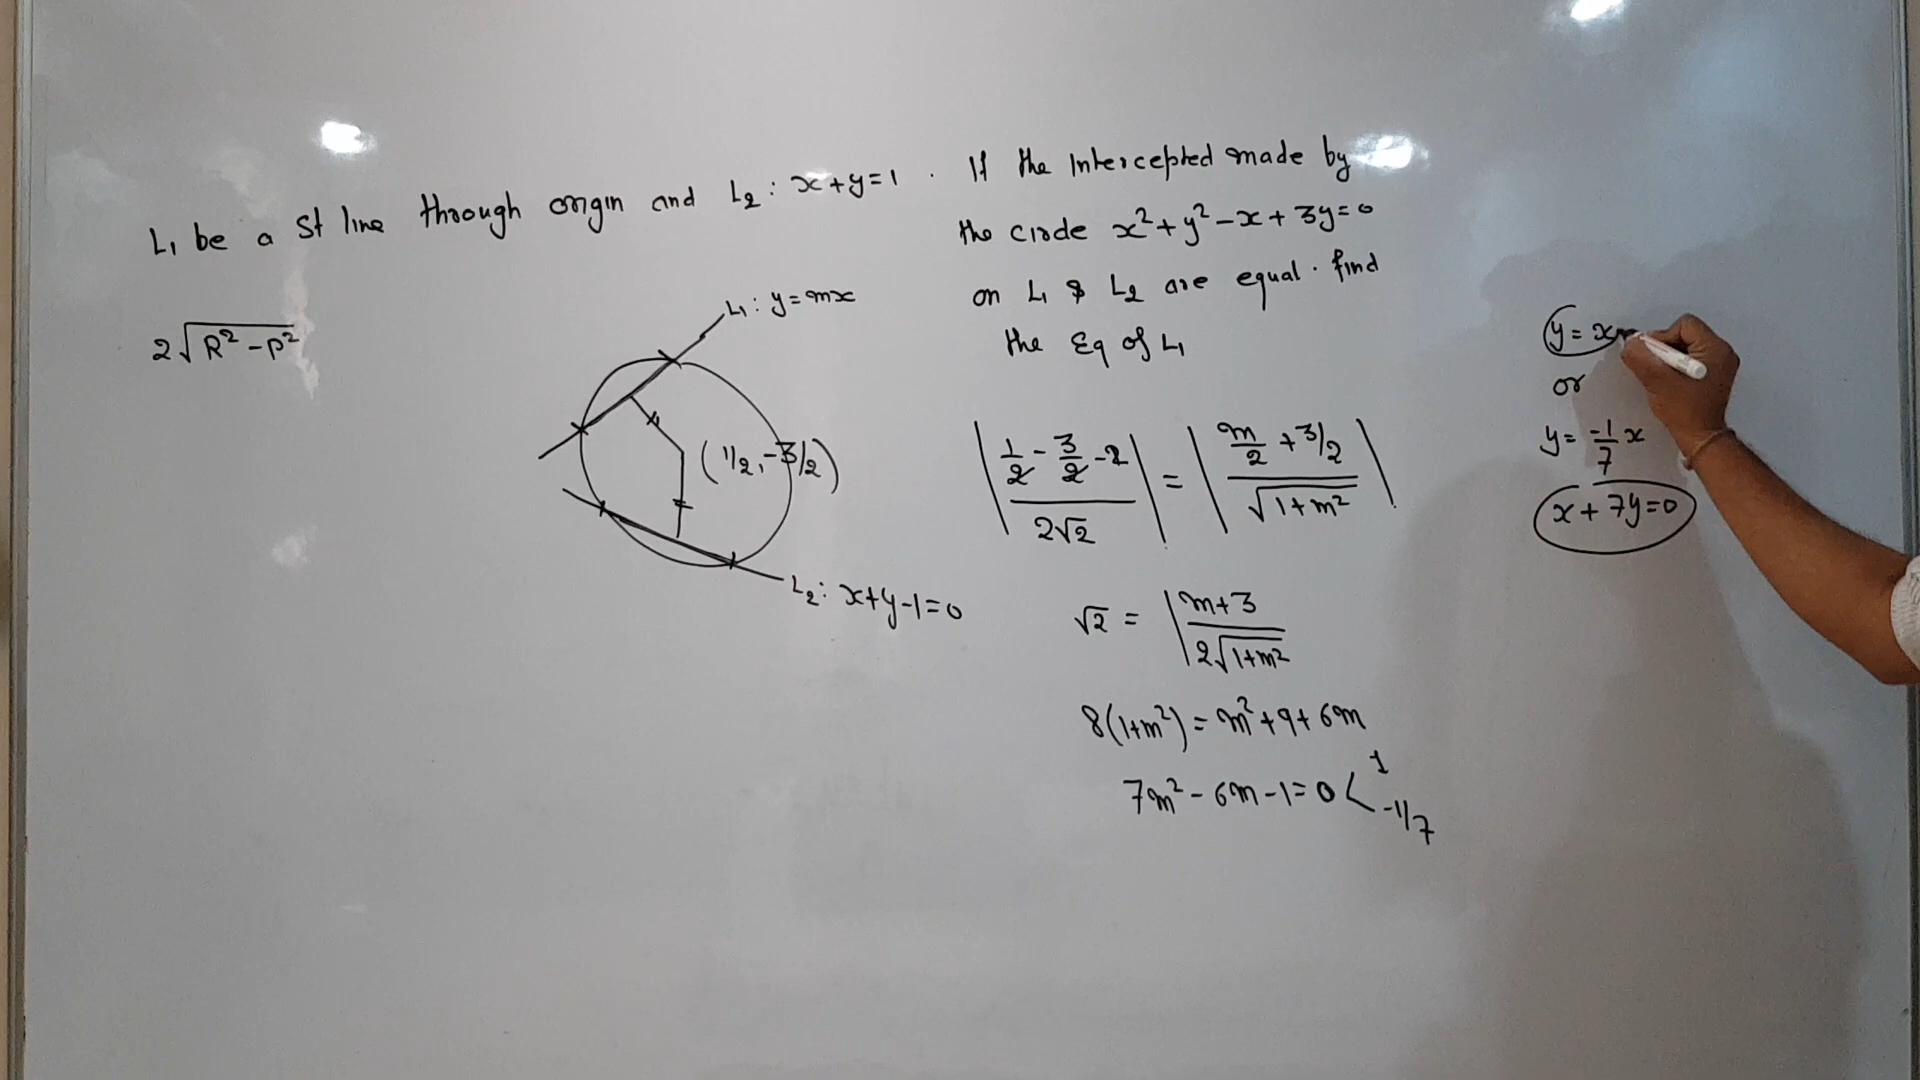 L₁ be a st line through origin and L₂ : x+y=1 . If the Intercepted made by
the circle x²+y²-x+3y=0
on L₁ & L₂ are equal. find
the Eq of L₁
2√(R²-P²)
L₁ : y=mx
(1/2, -3/2)
L₂ : x+y-1=0
|(1/2 - 3/2 - 2)/(2√2)| = |(m/2 + 3/2)/√(1+m²)|
√2 = |(m+3)/(2√(1+m²))
8(1+m²) = m²+9+6m
7m²-6m-1=0 < 1
-1/7
y = x
or
y = -1/7 x
x+7y=0